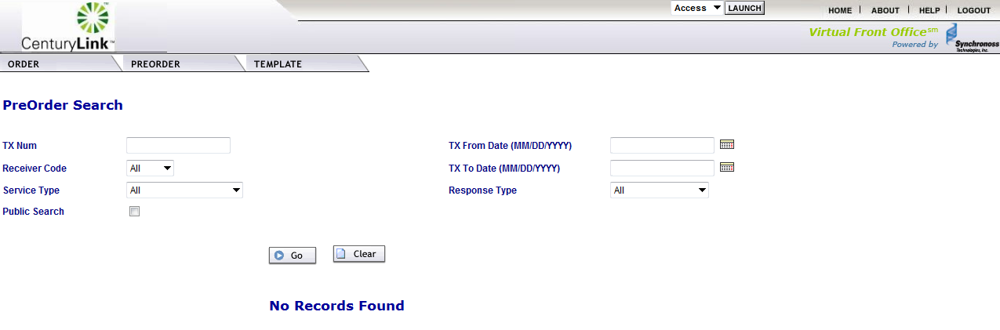 Access LAUNCH HOME | ABOUT | HELP | LOGOUT
CenturyLink™
Virtual Front Office℠
Powered by Synchronoss
Technologies, Inc.
ORDER PREORDER TEMPLATE
PreOrder Search
TX Num TX From Date (MM/DD/YYYY)
Receiver Code All TX To Date (MM/DD/YYYY)
Service Type All Response Type All
Public Search
Go Clear
No Records Found